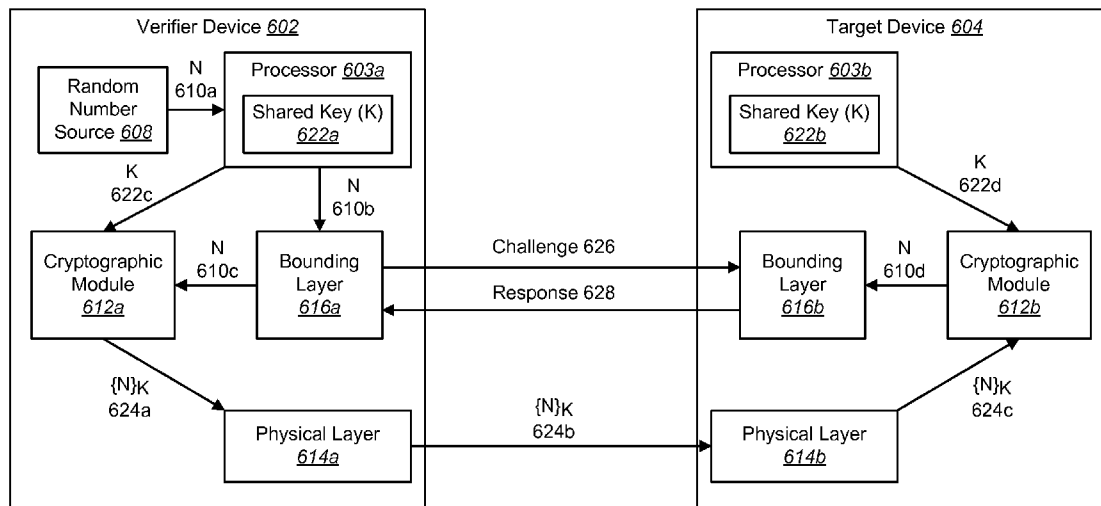 Verifier Device 602
Random
Number
Source 608
N
610a
Processor 603a
Shared Key (K)
622a
K
622c
N
610b
Cryptographic
Module
612a
N
610c
Bounding
Layer
616a
{N}K
624a
Physical Layer
614a
Challenge 626
Response 628
{N}K
624b
Target Device 604
Processor 603b
Shared Key (K)
622b
K
622d
Bounding
Layer
616b
N
610d
Cryptographic
Module
612b
{N}K
624c
Physical Layer
614b